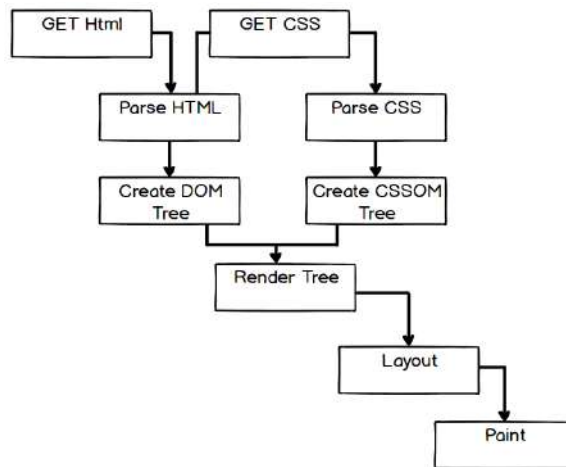 GET Html
GET CSS
Parse HTML
Parse CSS
Create DOM
Tree
Create CSSOM
Tree
Render Tree
Layout
Paint